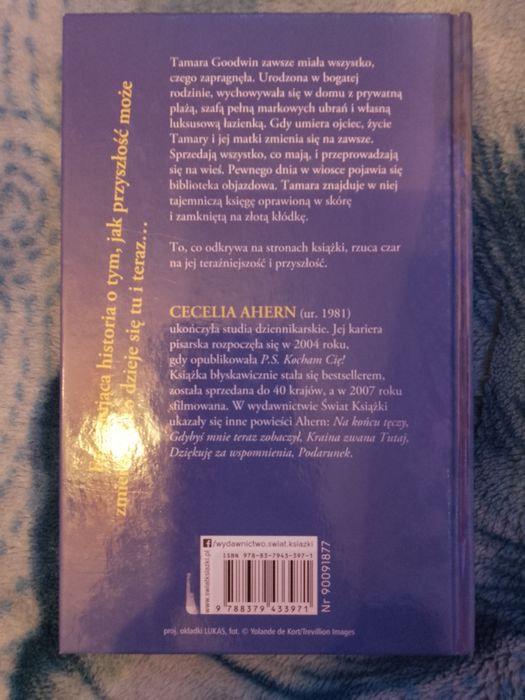 Tamara Goodwin zawsze miała wszystko,
czego zapragnęła. Urodzona w bogatej
rodzinie, wychowywała się w domu z prywatną
plażą, szafą pełną markowych ubrań i własną
luksusową łazienką. Gdy umiera ojciec, życie
Tamary i jej matki zmienia się na zawsze.
Sprzedają wszystko, co mają, i przeprowadzają
się na wieś. Pewnego dnia w wiosce pojawia się
biblioteka objazdowa. Tamara znajduje w niej
tajemniczą księgę oprawioną w skórę
i zamkniętą na złotą kłódkę.
To, co odkrywa na stronach książki, rzuca czar
na jej teraźniejszość i przyszłość.
CECELIA AHERN (ur. 1981)
ukończyła studia dziennikarskie. Jej kariera
pisarska rozpoczęła się w 2004 roku,
gdy opublikowała P.S. Kocham Cię!
Książka błyskawicznie stała się bestsellerem,
została sprzedana do 40 krajów, a w 2007 roku
sfilmowana. W wydawnictwie Świat Książki
ukazały się inne powieści Ahern: Na końcu tęczy,
Gdybyś mnie teraz zobaczył, Kraina zwana Tutaj,
Dziękuję za wspomnienia, Podarunek.
historia o tym, jak przyszłość może
dzieje się tu i teraz...
/wydawnictwo.swiat.ksiazki
www.swiatksiazki.pl
ISBN 978-83-7943-397-1
9 788379 433971
Nr 90091877
proj. okładki LUKAS, fot. © Yolande de Kort/Trevillion Images